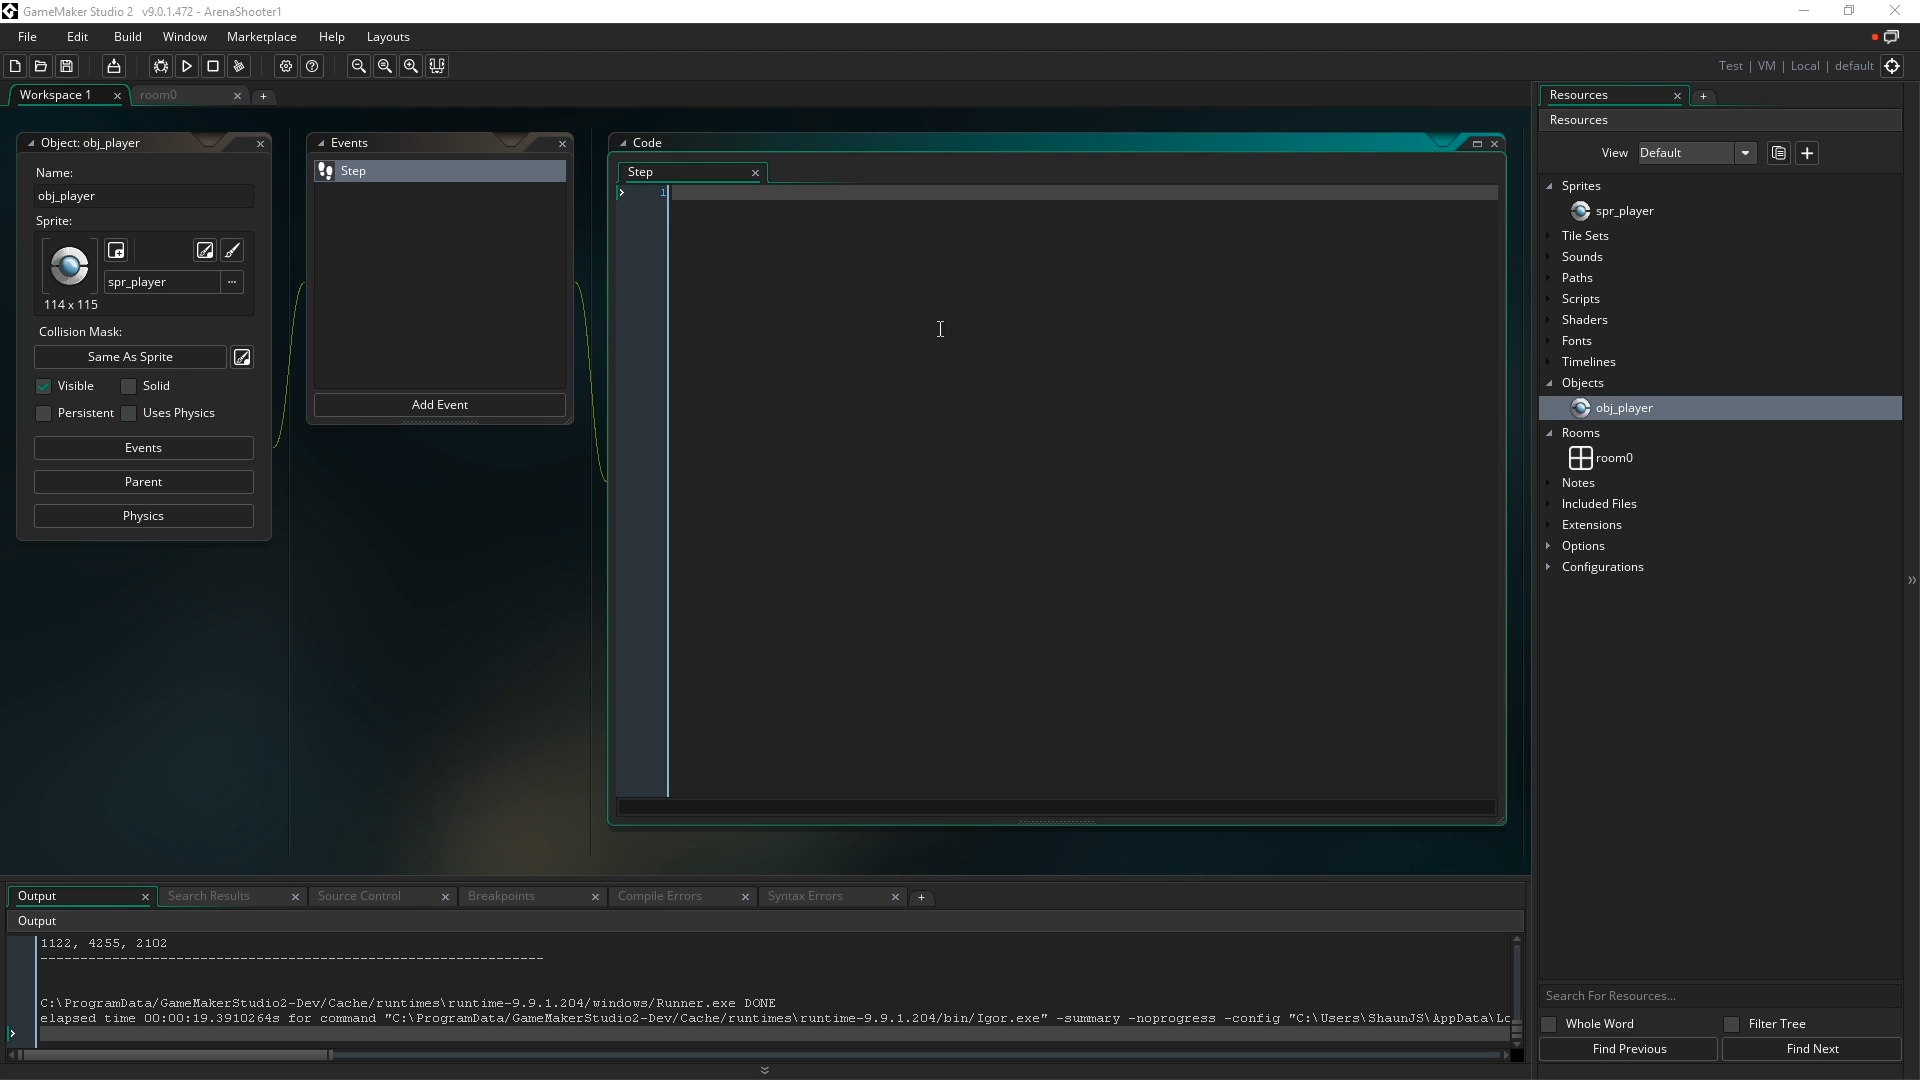 GameMaker Studio 2   v9.0.1.472 - ArenaShooter1
File Edit Build Window Marketplace Help Layouts
Test | VM | Local | default
Workspace 1
room0
Object: obj_player
Name:
obj_player
Sprite:
spr_player
...
114 x 115
Collision Mask:
Same As Sprite
Visible
Solid
Persistent
Uses Physics
Events
Parent
Physics
Events
Step
Add Event
Code
Step
1
Resources
Resources
View Default
Sprites
spr_player
Tile Sets
Sounds
Paths
Scripts
Shaders
Fonts
Timelines
Objects
obj_player
Rooms
room0
Notes
Included Files
Extensions
Options
Configurations
Search For Resources...
Whole Word
Filter Tree
Find Previous
Find Next
Output
Search Results
Source Control
Breakpoints
Compile Errors
Syntax Errors
Output
1122, 4255, 2102
---------------------------------------------------------------
C:\ProgramData/GameMakerStudio2-Dev/Cache/runtimes\runtime-9.9.1.204/windows/Runner.exe DONE
elapsed time 00:00:19.3910264s for command "C:\ProgramData/GameMakerStudio2-Dev/Cache/runtimes\runtime-9.9.1.204/bin/Igor.exe" -summary -noprogress -config "C:\Users\ShaunJS\AppData\Lo